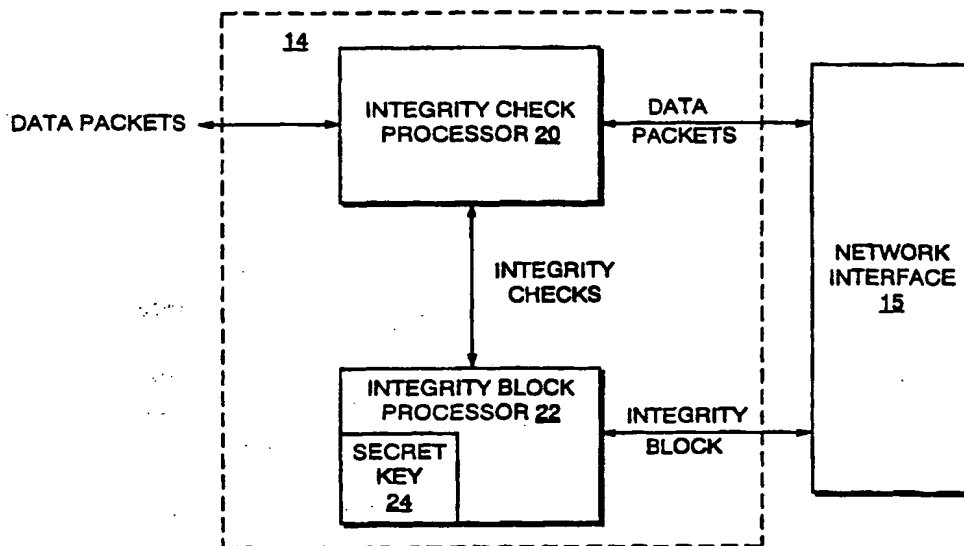 14
DATA PACKETS
INTEGRITY CHECK
PROCESSOR 20
DATA
PACKETS
INTEGRITY
CHECKS
NETWORK
INTERFACE
15
INTEGRITY BLOCK
PROCESSOR 22
SECRET
KEY
24
INTEGRITY
BLOCK